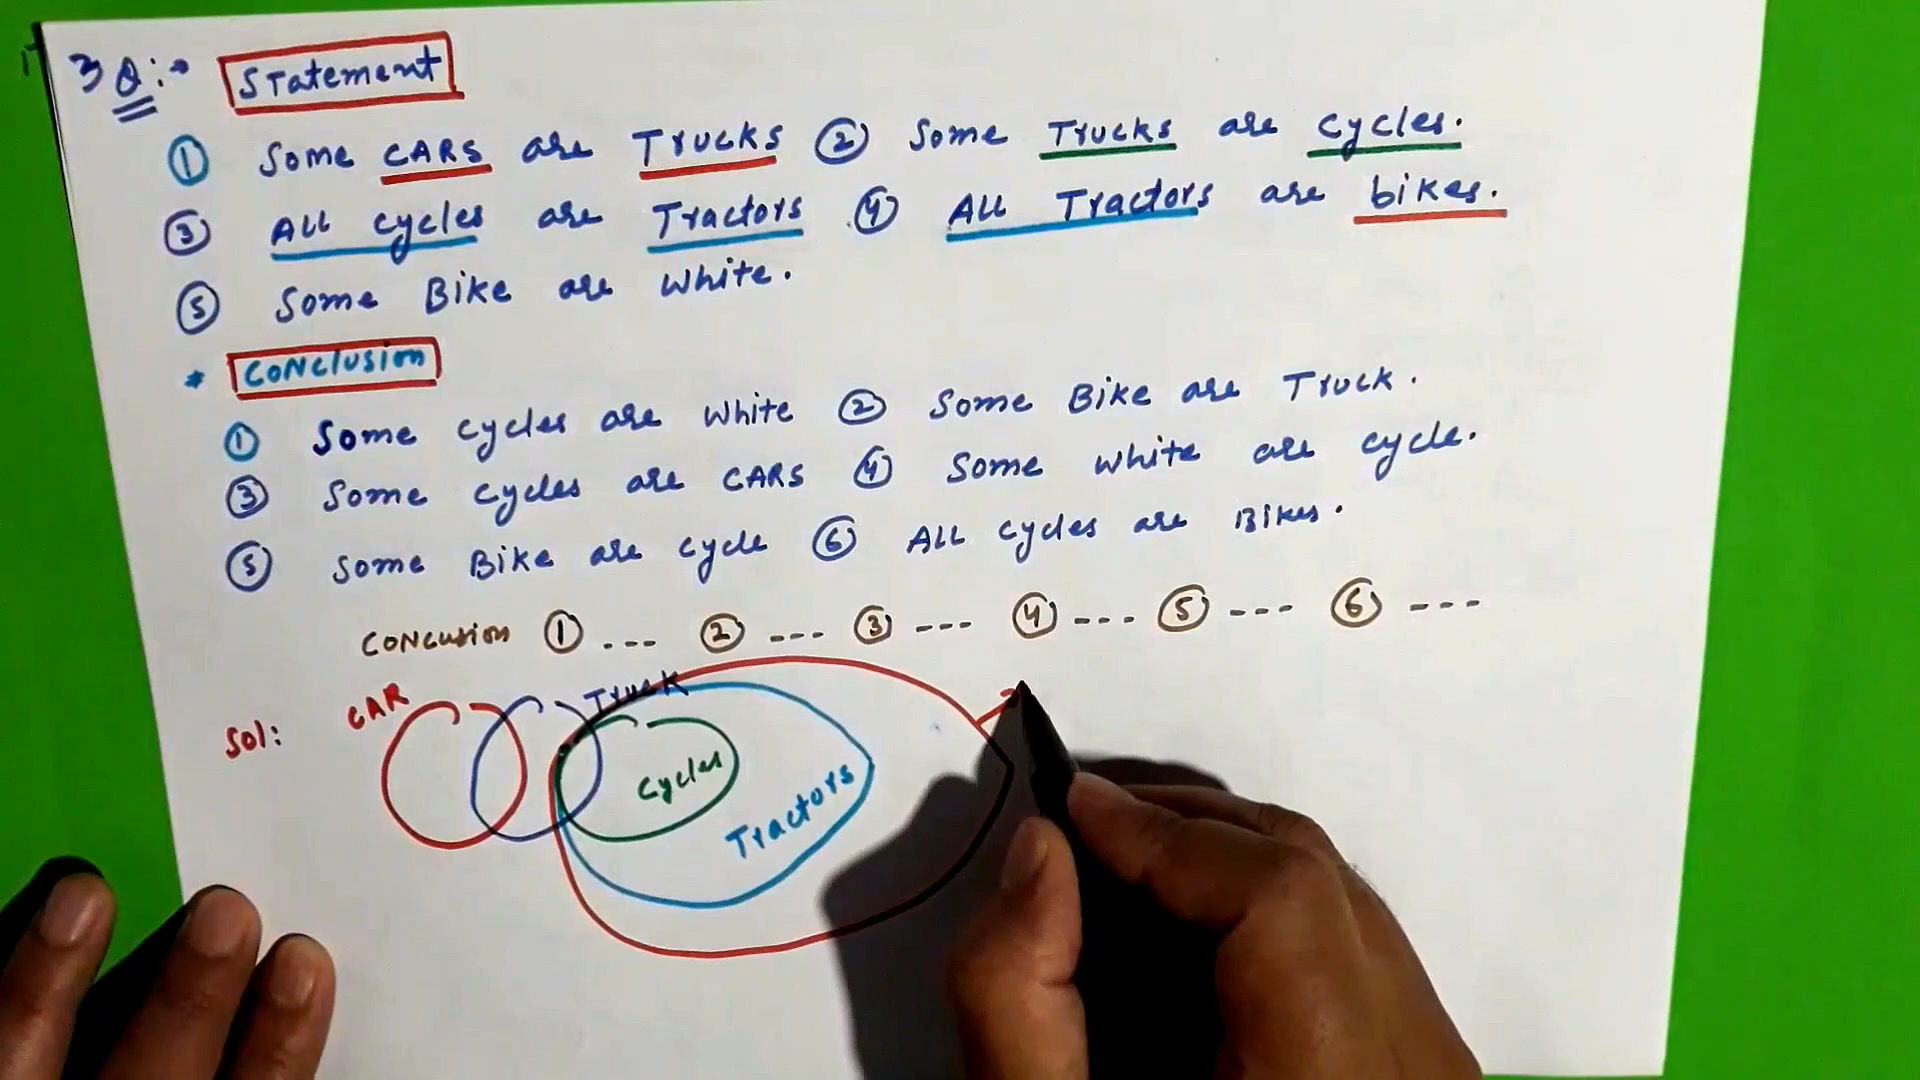 3 Q:→ Statement
① Some CARS are Trucks ② Some Trucks are cycles.
③ ALL cycles are Tractors ④ ALL Tractors are bikes.
⑤ Some Bike are White.
* CONclusion
① Some cycles are White ② Some Bike are Truck.
③ Some cycles are CARS ④ Some White are cycle.
⑤ Some Bike are cycle ⑥ ALL cycles are Bikes.
CONClusion ① --- ② --- ③ --- ④ --- ⑤ --- ⑥ ---
Sol: CAR Truck
Cycles
Tractors